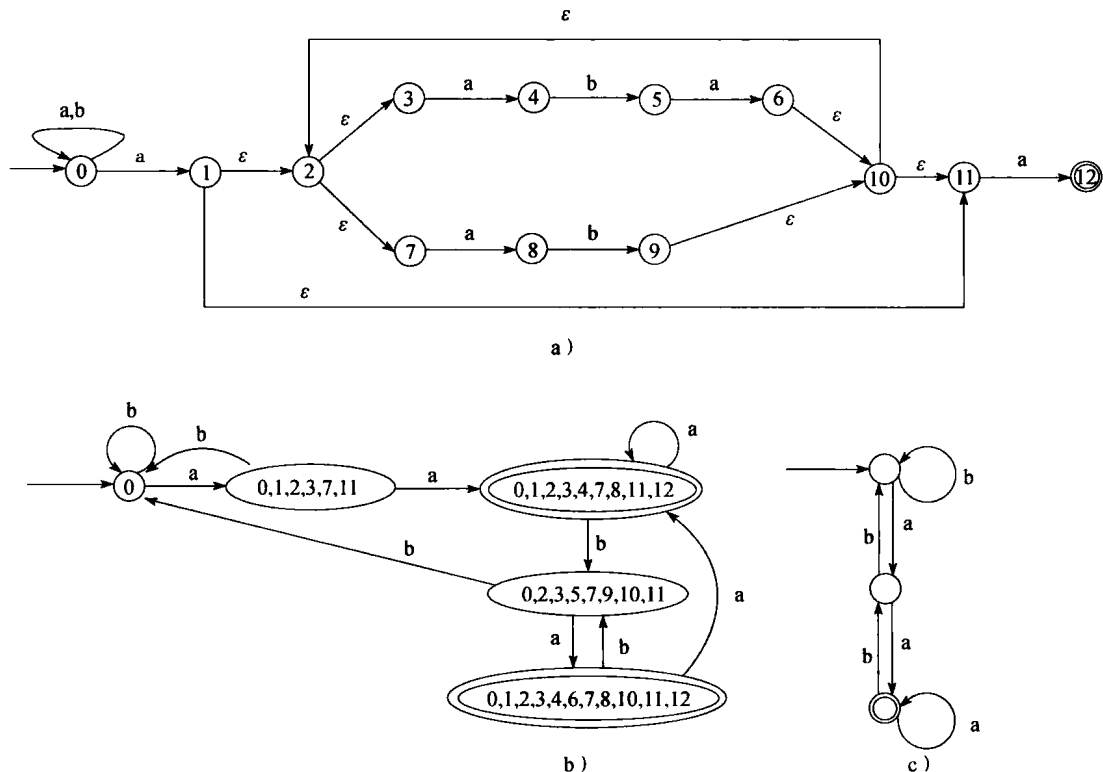 ε
a,b
3
a
4
b
5
a
6
ε
ε
0
a
1
ε
2
10
ε
11
a
12
ε
7
a
8
b
9
ε
ε
a )
b
b
a
0
a
0,1,2,3,7,11
a
0,1,2,3,4,7,8,11,12
b
b
0,2,3,5,7,9,10,11
a
b
a
0,1,2,3,4,6,7,8,10,11,12
b )
b
b
a
b
a
a
c )